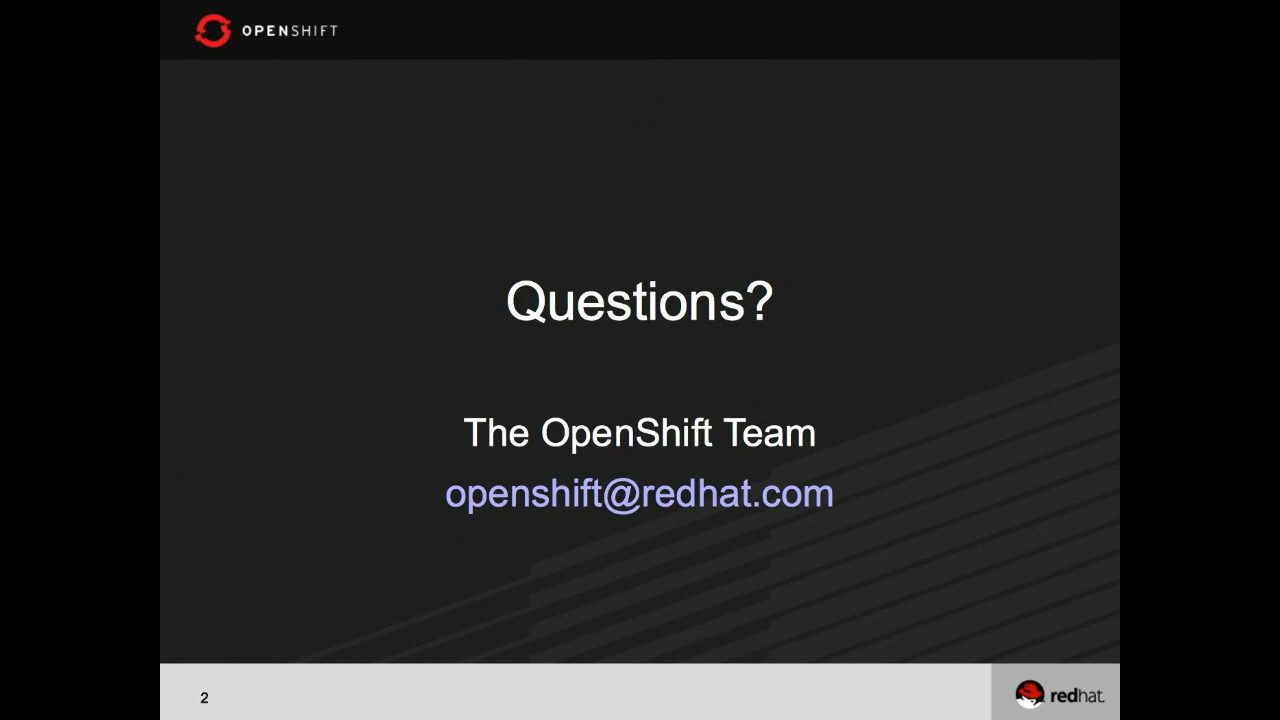 OPENSHIFT
Questions?
The OpenShift Team
openshift@redhat.com
2
redhat.